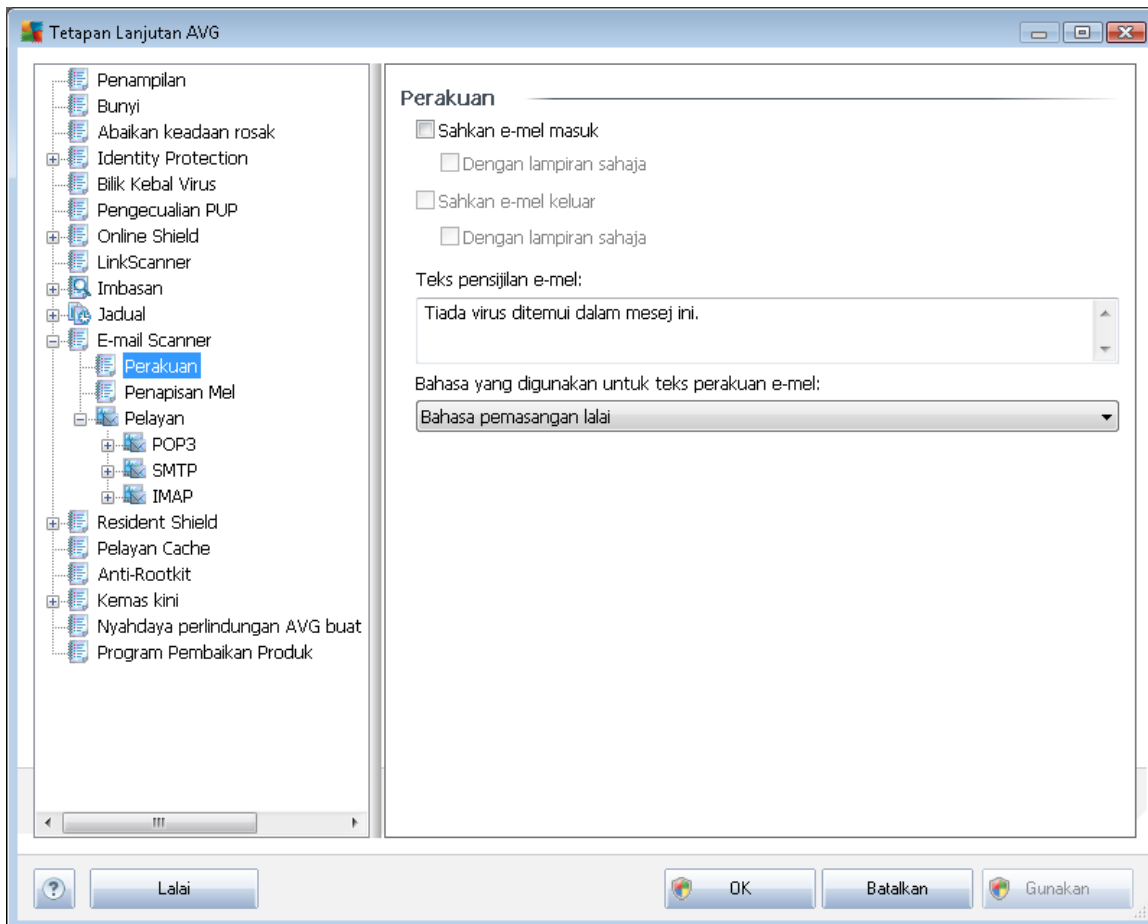 Tetapan Lanjutan AVG
Penampilan
Bunyi
Abaikan keadaan rosak
Identity Protection
Bilik Kebal Virus
Pengecualian PUP
Online Shield
LinkScanner
Imbasan
Jadual
E-mail Scanner
Perakuan
Penapisan Mel
Pelayan
POP3
SMTP
IMAP
Resident Shield
Pelayan Cache
Anti-Rootkit
Kemas kini
Nyahdaya perlindungan AVG buat
Program Pembaikan Produk
Perakuan
Sahkan e-mel masuk
Dengan lampiran sahaja
Sahkan e-mel keluar
Dengan lampiran sahaja
Teks pensijilan e-mel:
Tiada virus ditemui dalam mesej ini.
Bahasa yang digunakan untuk teks perakuan e-mel:
Bahasa pemasangan lalai
?
Lalai
OK
Batalkan
Gunakan